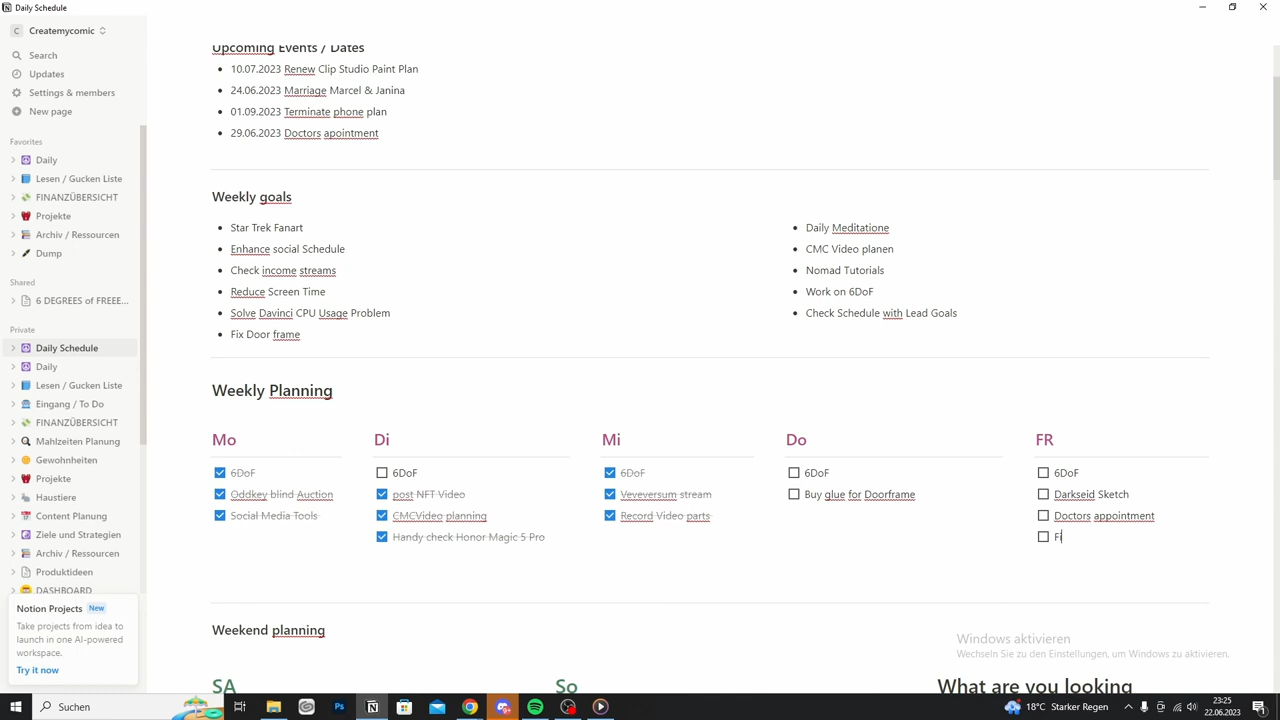 Daily Schedule
C Createmycomic
Search
Updates
Settings & members
New page
Favorites
Daily
Lesen / Gucken Liste
FINANZÜBERSICHT
Projekte
Archiv / Ressourcen
Dump
Shared
6 DEGREES of FREEE...
Private
Daily Schedule
Daily
Lesen / Gucken Liste
Eingang / To Do
FINANZÜBERSICHT
Mahlzeiten Planung
Gewohnheiten
Projekte
Haustiere
Content Planung
Ziele und Strategien
Archiv / Ressourcen
Produktideen
DASHBOARD
Notion Projects New
Take projects from idea to
launch in one AI-powered
workspace.
Try it now
Upcoming Events / Dates
10.07.2023 Renew Clip Studio Paint Plan
24.06.2023 Marriage Marcel & Janina
01.09.2023 Terminate phone plan
29.06.2023 Doctors apointment
Weekly goals
Star Trek Fanart
Enhance social Schedule
Check income streams
Reduce Screen Time
Solve Davinci CPU Usage Problem
Fix Door frame
Daily Meditatione
CMC Video planen
Nomad Tutorials
Work on 6DoF
Check Schedule with Lead Goals
Weekly Planning
Mo
6DoF
Oddkey blind Auction
Social Media Tools
Di
6DoF
post NFT Video
CMCVideo planning
Handy check Honor Magic 5 Pro
Mi
6DoF
Veveversum stream
Record Video parts
Do
6DoF
Buy glue for Doorframe
FR
6DoF
Darkseid Sketch
Doctors appointment
Fi
Weekend planning
SA
So
What are you looking
Windows aktivieren
Wechseln Sie zu den Einstellungen, um Windows zu aktivieren.
Suchen
Ps
18°C Starker Regen
23:25
22.06.2023